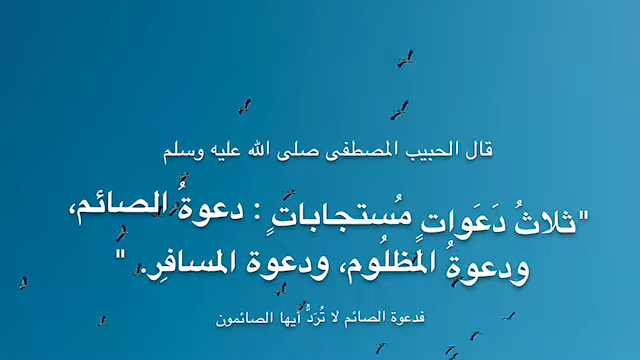 قال الحبيب المصطفى صلى الله عليه وسلم
"ثلاثُ دَعَواتٍ مُستجاباتٍ : دعوةُ الصائم،
ودعوةُ المظلُوم، ودعوة المسافِر. "
فدعوة الصائم لا تُرَدُّ أيها الصائمون